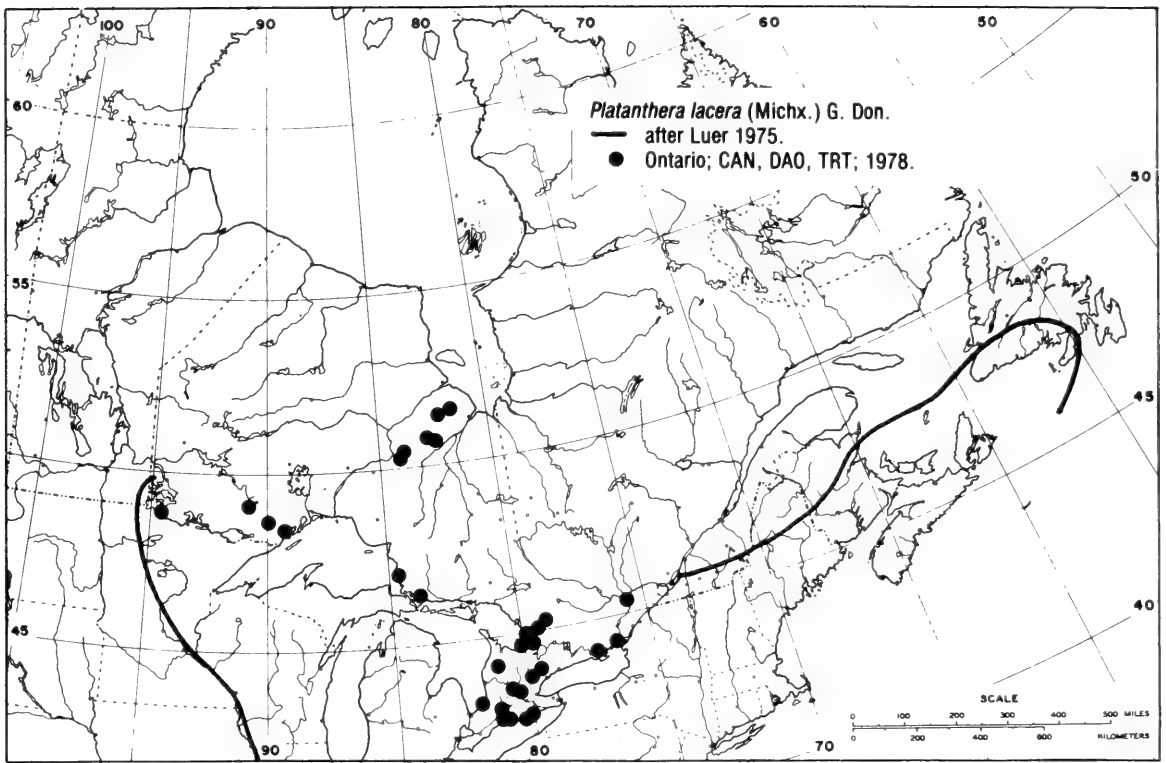 100 90 80 70 60 50
60
Platanthera lacera (Michx.) G. Don.
after Luer 1975.
Ontario; CAN, DAO, TRT; 1978.
50
55
45
40
45
SCALE
0 100 200 300 400 500 MILES
0 200 400 600 KILOMETERS
90 80 70